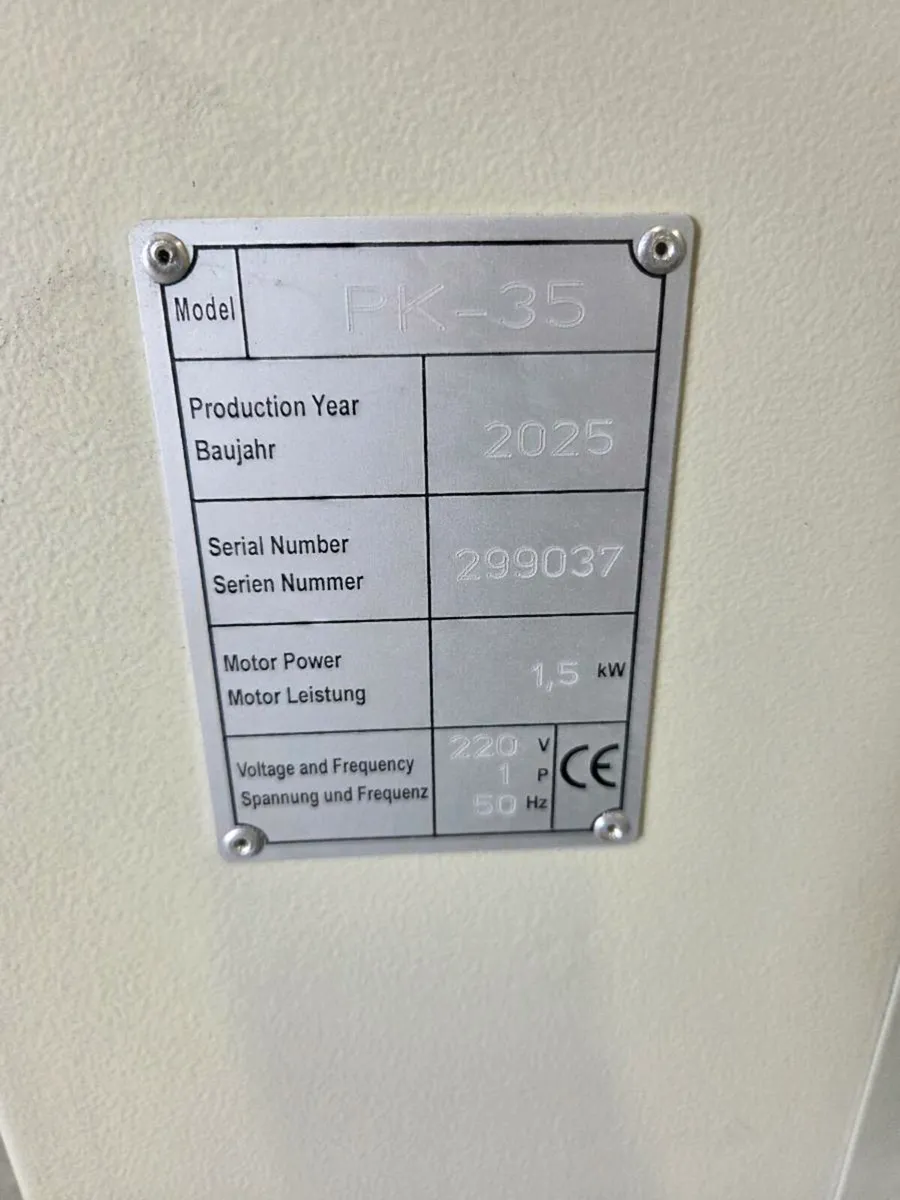 Model PK-35
Production Year
Baujahr
2025
Serial Number
Serien Nummer
299037
Motor Power
Motor Leistung
1,5 kW
Voltage and Frequency
Spannung und Frequenz
220 V
1 P
50 Hz
CE